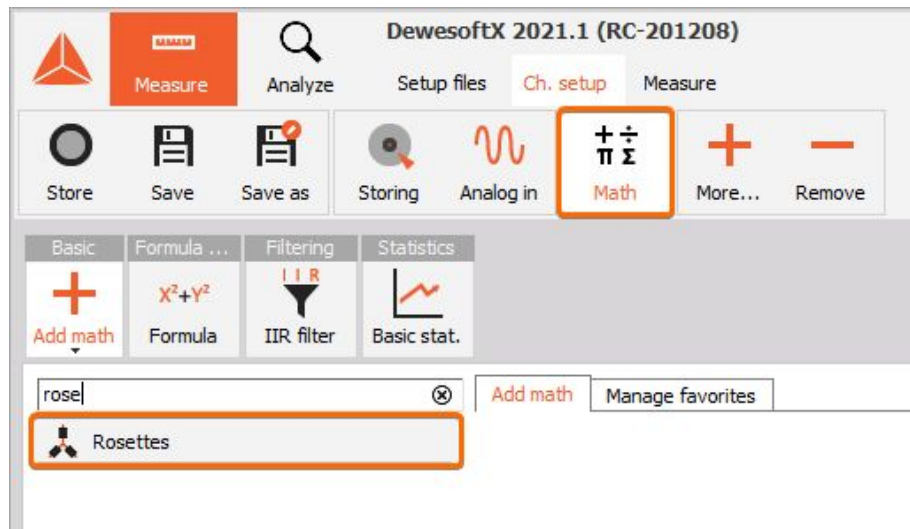 DewesoftX 2021.1 (RC-201208)
Measure Analyze Setup files Ch. setup Measure
Store Save Save as Storing Analog in +÷πΣ Math More... Remove
Basic Formula ... Filtering Statistics
X²+Y² IIR
Add math Formula IIR filter Basic stat.
rose Add math Manage favorites
Rosettes